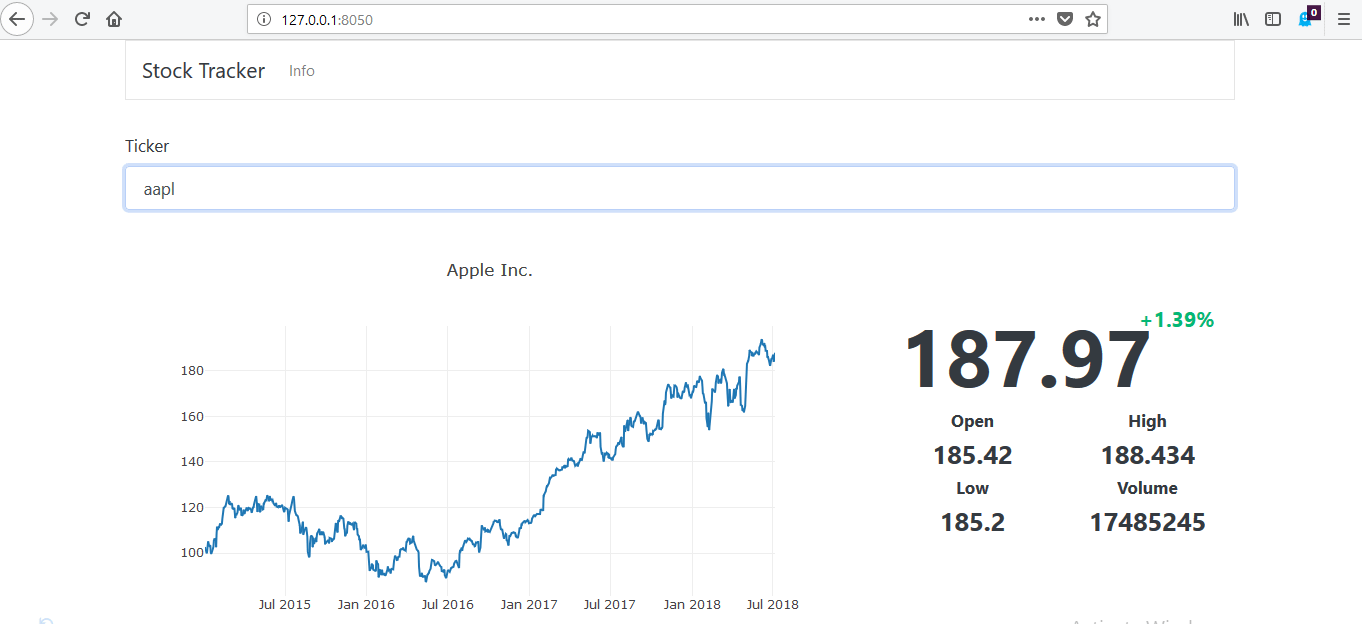 127.0.0.1:8050
0
Stock Tracker Info
Ticker
aapl
Apple Inc.
180
160
140
120
100
Jul 2015 Jan 2016 Jul 2016 Jan 2017 Jul 2017 Jan 2018 Jul 2018
+1.39%
187.97
Open High
185.42 188.434
Low Volume
185.2 17485245